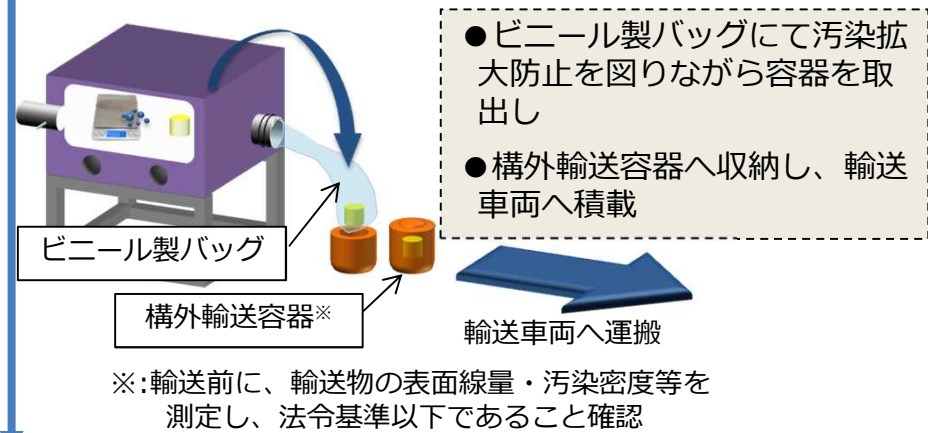 ●ビニール製バッグにて汚染拡
大防止を図りながら容器を取
出し
●構外輸送容器へ収納し、輸送
車両へ積載
ビニール製バッグ
構外輸送容器※
輸送車両へ運搬
※:輸送前に、輸送物の表面線量・汚染密度等を
測定し、法令基準以下であること確認